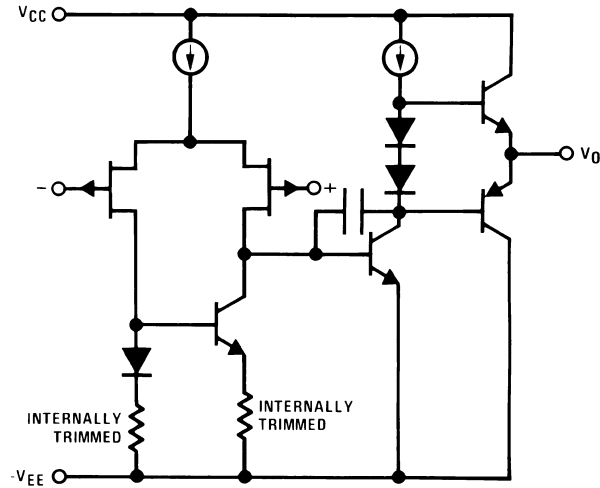 VCC
−
+
VO
INTERNALLY
TRIMMED
INTERNALLY
TRIMMED
-VEE